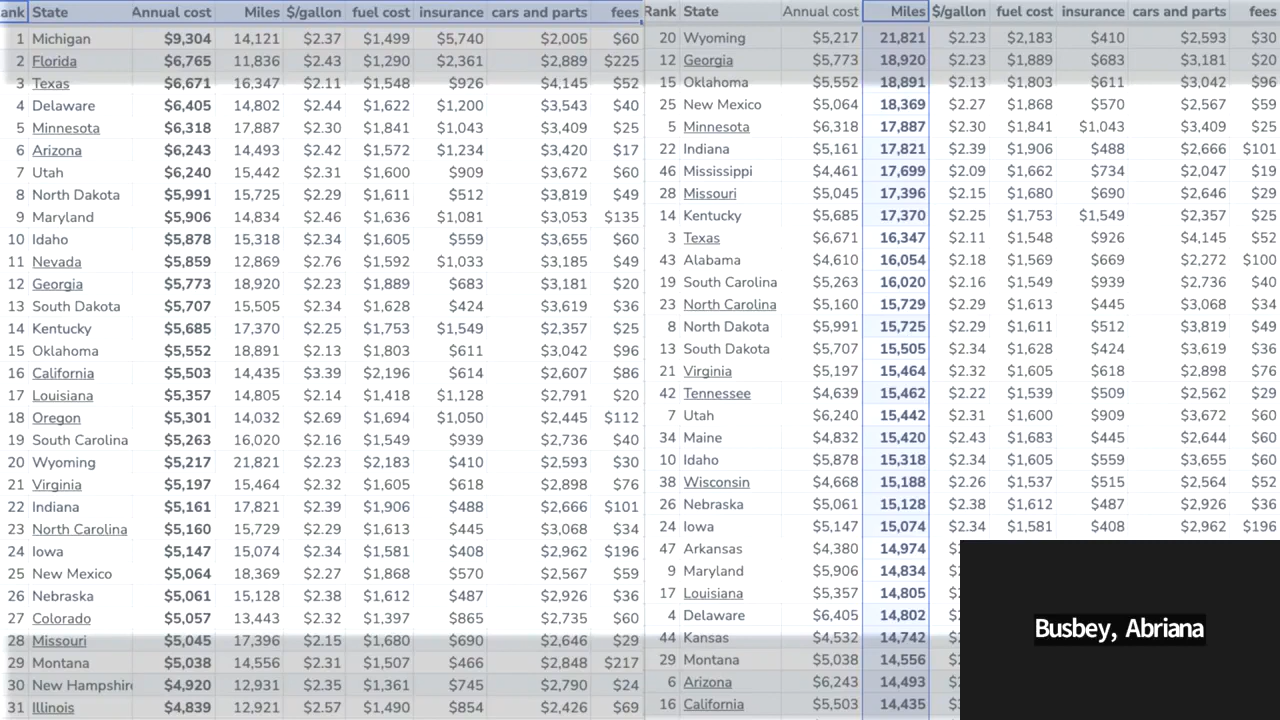 ank State Annual cost Miles $/gallon fuel cost insurance cars and parts fees
1 Michigan $9,304 14,121 $2.37 $1,499 $5,740 $2,005 $60
2 Florida $6,765 11,836 $2.43 $1,290 $2,361 $2,889 $225
3 Texas $6,671 16,347 $2.11 $1,548 $926 $4,145 $52
4 Delaware $6,405 14,802 $2.44 $1,622 $1,200 $3,543 $40
5 Minnesota $6,318 17,887 $2.30 $1,841 $1,043 $3,409 $25
6 Arizona $6,243 14,493 $2.42 $1,572 $1,234 $3,420 $17
7 Utah $6,240 15,442 $2.31 $1,600 $909 $3,672 $60
8 North Dakota $5,991 15,725 $2.29 $1,611 $512 $3,819 $49
9 Maryland $5,906 14,834 $2.46 $1,636 $1,081 $3,053 $135
10 Idaho $5,878 15,318 $2.34 $1,605 $559 $3,655 $60
11 Nevada $5,859 12,869 $2.76 $1,592 $1,033 $3,185 $49
12 Georgia $5,773 18,920 $2.23 $1,889 $683 $3,181 $20
13 South Dakota $5,707 15,505 $2.34 $1,628 $424 $3,619 $36
14 Kentucky $5,685 17,370 $2.25 $1,753 $1,549 $2,357 $25
15 Oklahoma $5,552 18,891 $2.13 $1,803 $611 $3,042 $96
16 California $5,503 14,435 $3.39 $2,196 $614 $2,607 $86
17 Louisiana $5,357 14,805 $2.14 $1,418 $1,128 $2,791 $20
18 Oregon $5,301 14,032 $2.69 $1,694 $1,050 $2,445 $112
19 South Carolina $5,263 16,020 $2.16 $1,549 $939 $2,736 $40
20 Wyoming $5,217 21,821 $2.23 $2,183 $410 $2,593 $30
21 Virginia $5,197 15,464 $2.32 $1,605 $618 $2,898 $76
22 Indiana $5,161 17,821 $2.39 $1,906 $488 $2,666 $101
23 North Carolina $5,160 15,729 $2.29 $1,613 $445 $3,068 $34
24 Iowa $5,147 15,074 $2.34 $1,581 $408 $2,962 $196
25 New Mexico $5,064 18,369 $2.27 $1,868 $570 $2,567 $59
26 Nebraska $5,061 15,128 $2.38 $1,612 $487 $2,926 $36
27 Colorado $5,057 13,443 $2.32 $1,397 $865 $2,735 $60
28 Missouri $5,045 17,396 $2.15 $1,680 $690 $2,646 $29
29 Montana $5,038 14,556 $2.31 $1,507 $466 $2,848 $217
30 New Hampshire $4,920 12,931 $2.35 $1,361 $745 $2,790 $24
31 Illinois $4,839 12,921 $2.57 $1,490 $854 $2,426 $69
Rank State Annual cost Miles $/gallon fuel cost insurance cars and parts fees
20 Wyoming $5,217 21,821 $2.23 $2,183 $410 $2,593 $30
12 Georgia $5,773 18,920 $2.23 $1,889 $683 $3,181 $20
15 Oklahoma $5,552 18,891 $2.13 $1,803 $611 $3,042 $96
25 New Mexico $5,064 18,369 $2.27 $1,868 $570 $2,567 $59
5 Minnesota $6,318 17,887 $2.30 $1,841 $1,043 $3,409 $25
22 Indiana $5,161 17,821 $2.39 $1,906 $488 $2,666 $101
46 Mississippi $4,461 17,699 $2.09 $1,662 $734 $2,047 $19
28 Missouri $5,045 17,396 $2.15 $1,680 $690 $2,646 $29
14 Kentucky $5,685 17,370 $2.25 $1,753 $1,549 $2,357 $25
3 Texas $6,671 16,347 $2.11 $1,548 $926 $4,145 $52
43 Alabama $4,610 16,054 $2.18 $1,569 $669 $2,272 $100
19 South Carolina $5,263 16,020 $2.16 $1,549 $939 $2,736 $40
23 North Carolina $5,160 15,729 $2.29 $1,613 $445 $3,068 $34
8 North Dakota $5,991 15,725 $2.29 $1,611 $512 $3,819 $49
13 South Dakota $5,707 15,505 $2.34 $1,628 $424 $3,619 $36
21 Virginia $5,197 15,464 $2.32 $1,605 $618 $2,898 $76
42 Tennessee $4,639 15,462 $2.22 $1,539 $509 $2,562 $29
7 Utah $6,240 15,442 $2.31 $1,600 $909 $3,672 $60
34 Maine $4,832 15,420 $2.43 $1,683 $445 $2,644 $60
10 Idaho $5,878 15,318 $2.34 $1,605 $559 $3,655 $60
38 Wisconsin $4,668 15,188 $2.26 $1,537 $515 $2,564 $52
26 Nebraska $5,061 15,128 $2.38 $1,612 $487 $2,926 $36
24 Iowa $5,147 15,074 $2.34 $1,581 $408 $2,962 $196
47 Arkansas $4,380 14,974
9 Maryland $5,906 14,834
17 Louisiana $5,357 14,805
4 Delaware $6,405 14,802
44 Kansas $4,532 14,742
29 Montana $5,038 14,556
6 Arizona $6,243 14,493
16 California $5,503 14,435
Busbey, Abriana